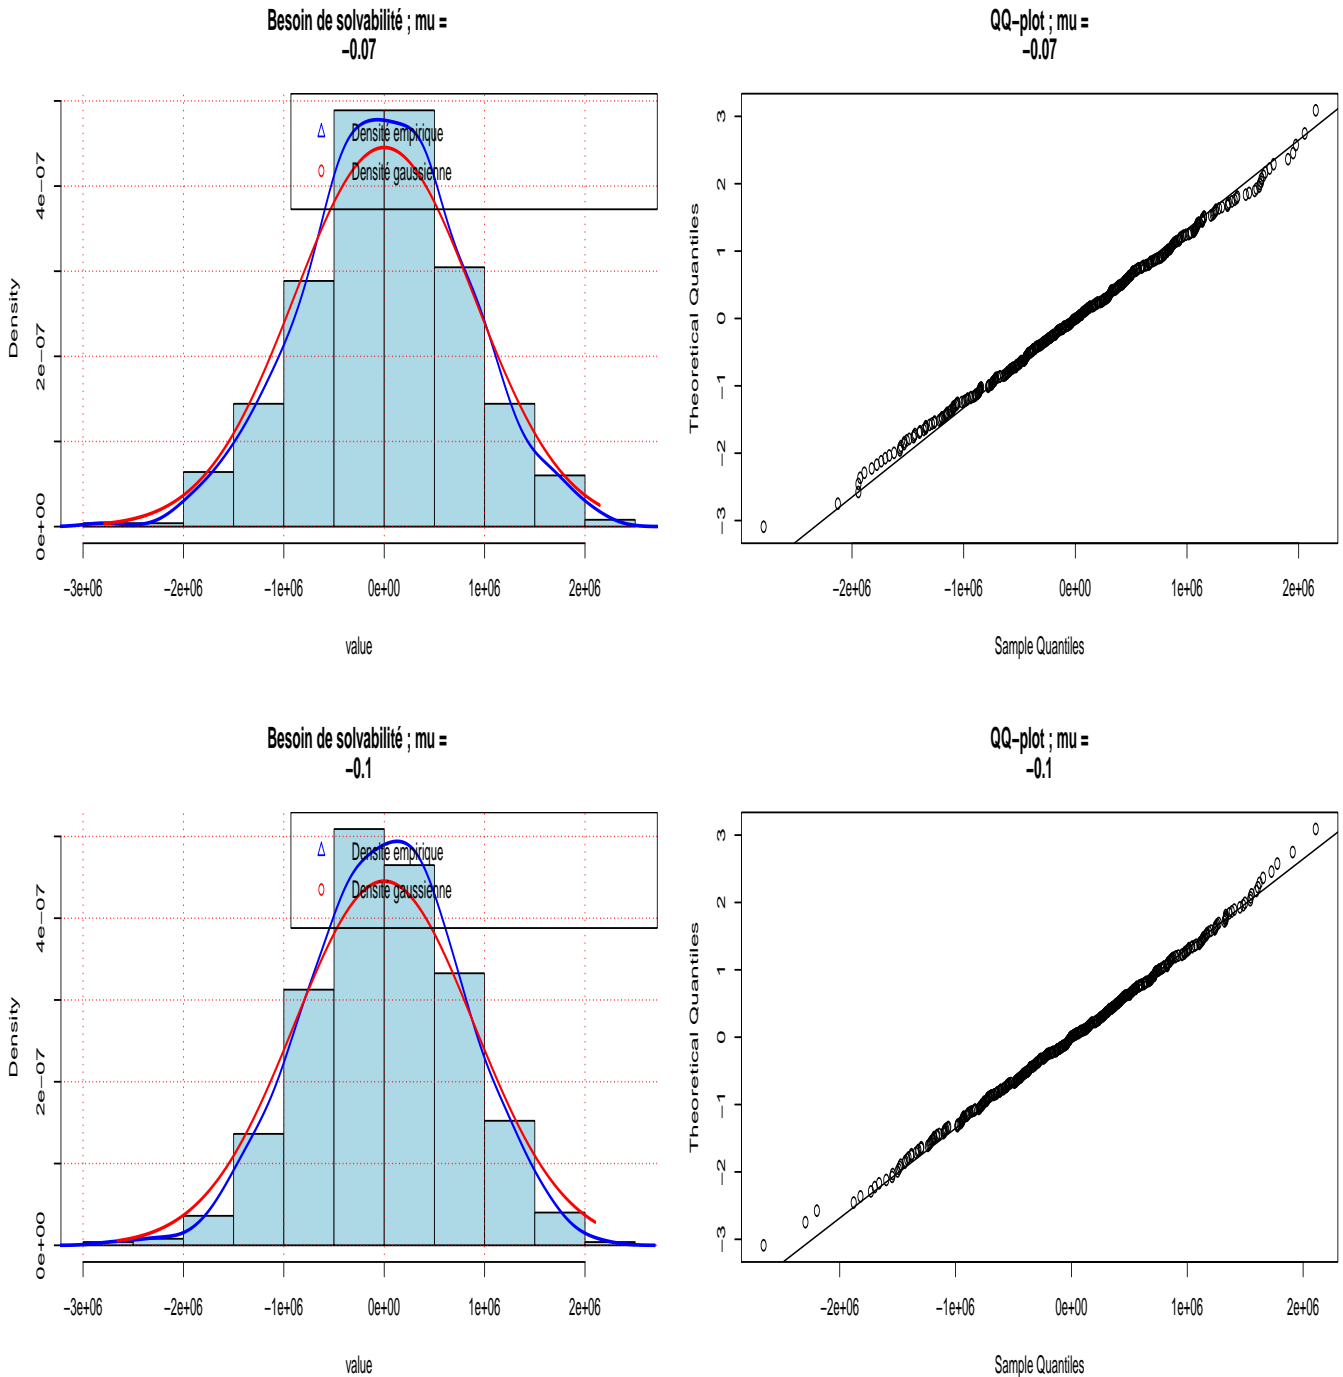 Besoin de solvabilité ; mu =
−0.07
Densité empirique
Densité gaussienne
Density
0e+00
2e−07
4e−07
−3e+06
−2e+06
−1e+06
0e+00
1e+06
2e+06
value
QQ−plot ; mu =
−0.07
Theoretical Quantiles
3
2
1
0
−1
−2
−3
−2e+06
−1e+06
0e+00
1e+06
2e+06
Sample Quantiles
Besoin de solvabilité ; mu =
−0.1
Densité empirique
Densité gaussienne
Density
0e+00
2e−07
4e−07
−3e+06
−2e+06
−1e+06
0e+00
1e+06
2e+06
value
QQ−plot ; mu =
−0.1
Theoretical Quantiles
3
2
1
0
−1
−2
−3
−2e+06
−1e+06
0e+00
1e+06
2e+06
Sample Quantiles